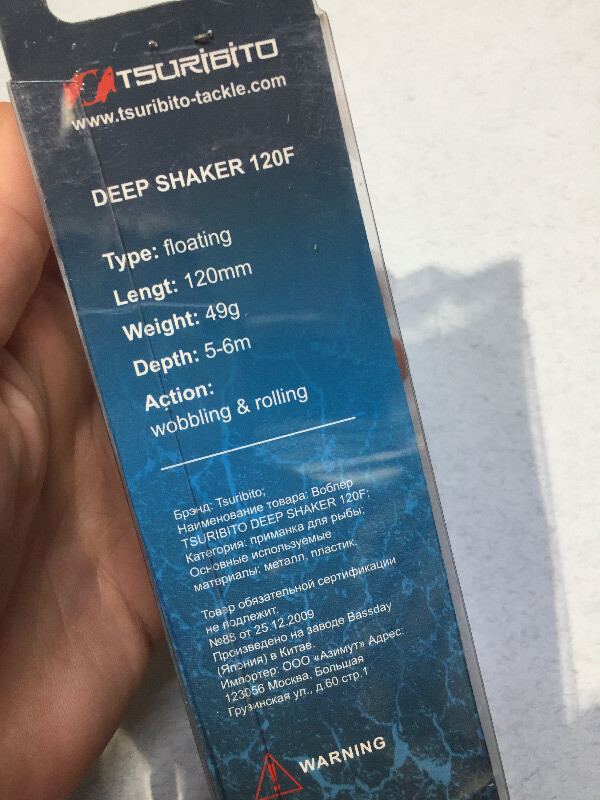 TSURIBITO
www.tsuribito-tackle.com
DEEP SHAKER 120F
Type: floating
Lengt: 120mm
Weight: 49g
Depth: 5-6m
Action:
wobbling & rolling
Брэнд: Tsuribito;
Наименование товара: Воблер
TSURIBITO DEEP SHAKER 120F;
Категория: приманка для рыбы;
Основные используемые
материалы: металл, пластик.
Товар обязательной сертификации
не подлежит.
№88 от 25.12.2009
Произведено на заводе Bassday
(Япония) в Китае.
Импортер: ООО «Азимут» Адрес:
123056 Москва, Большая
Грузинская ул., д.60 стр.1
WARNING